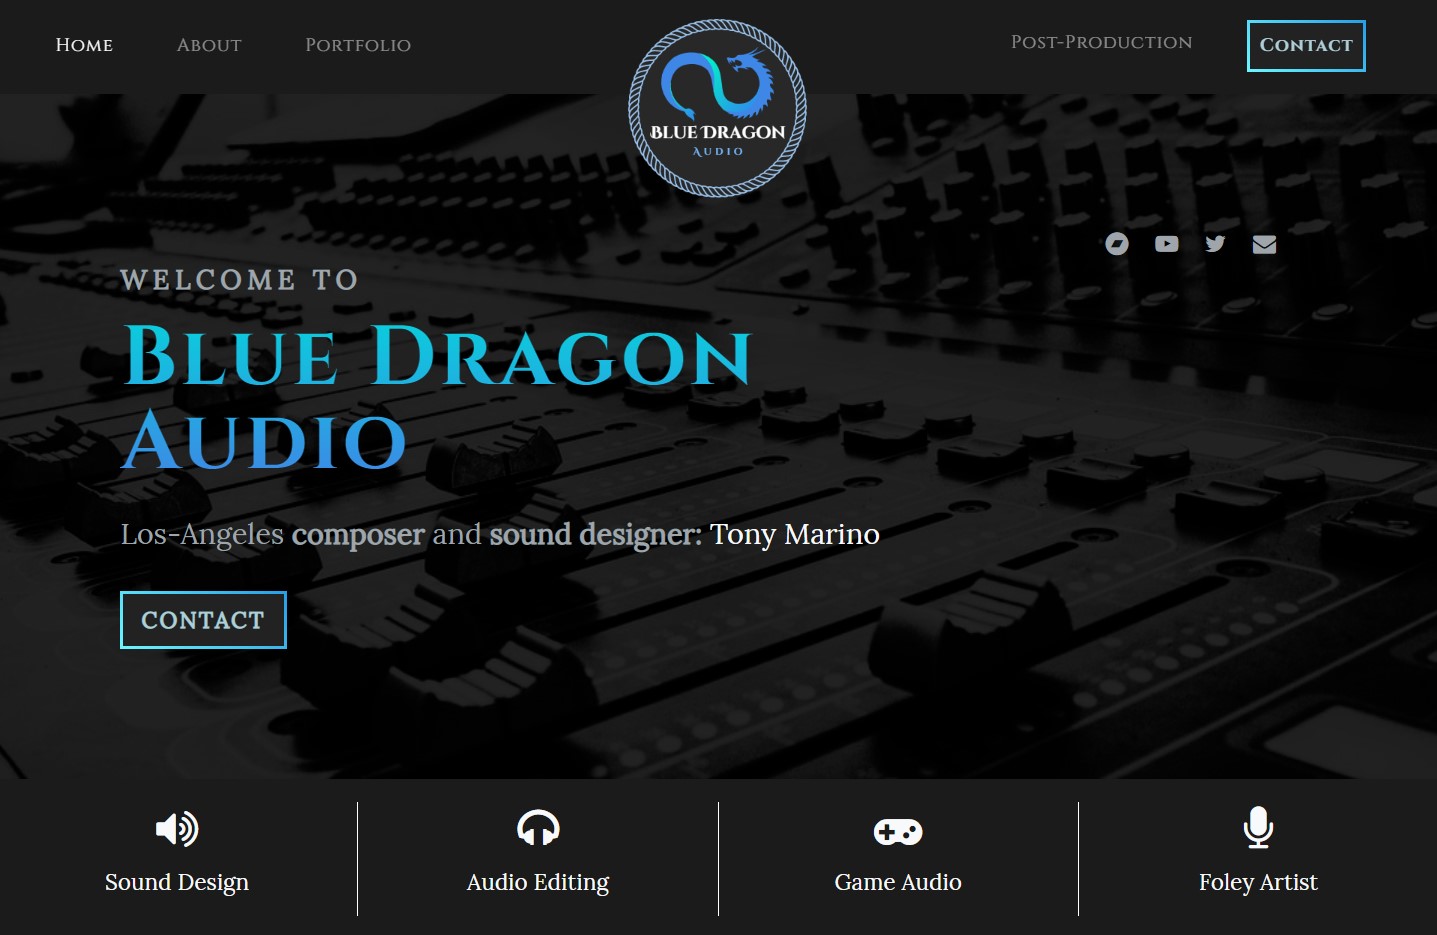 Home
About
Portfolio
Blue Dragon
Audio
Post-Production
Contact
WELCOME TO
Blue Dragon
Audio
Los-Angeles composer and sound designer: Tony Marino
CONTACT
Sound Design
Audio Editing
Game Audio
Foley Artist